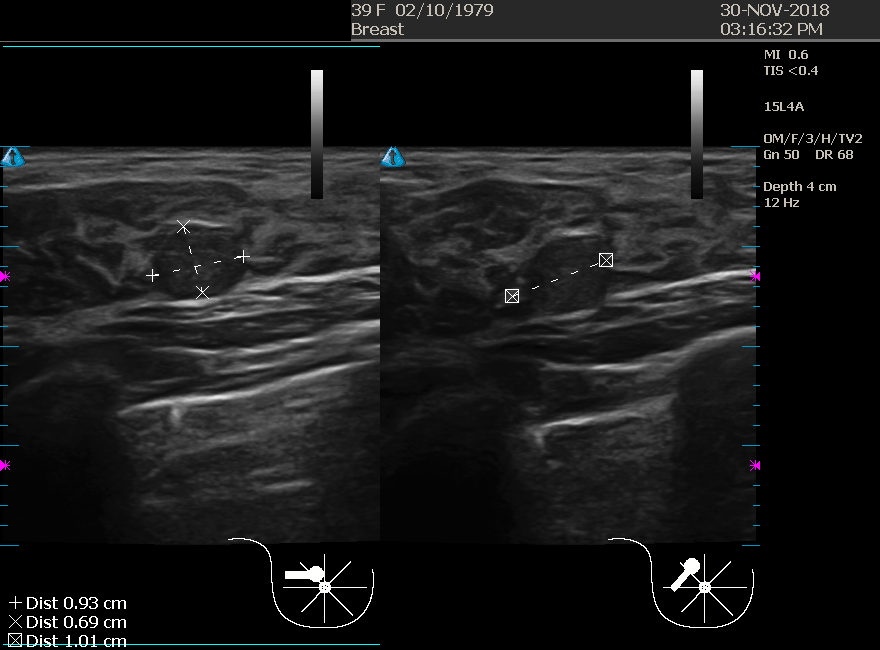 39 F 02/10/1979
Breast
30-NOV-2018
03:16:32 PM
MI 0.6
TIS <0.4
15L4A
OM/F/3/H/TV2
Gn 50 DR 68
Depth 4 cm
12 Hz
Dist 0.93 cm
Dist 0.69 cm
Dist 1.01 cm